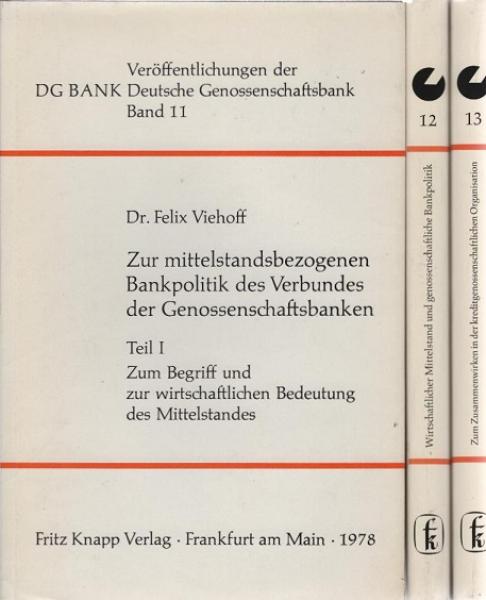 Veröffentlichungen der
DG BANK Deutsche Genossenschaftsbank
Band 11
Dr. Felix Viehoff
Zur mittelstandsbezogenen
Bankpolitik des Verbundes
der Genossenschaftsbanken
Teil I
Zum Begriff und
zur wirtschaftlichen Bedeutung
des Mittelstandes
Fritz Knapp Verlag · Frankfurt am Main · 1978
12
· Wirtschaftlicher Mittelstand und genossenschaftliche Bankpolitik
fk
13
Zum Zusammenwirken in der kreditgenossenschaftlichen Organisation
fk